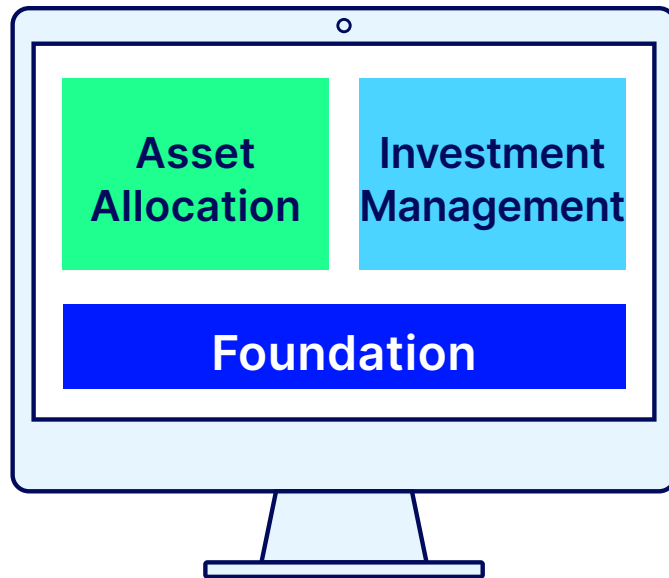 Asset
Allocation
Investment
Management
Foundation